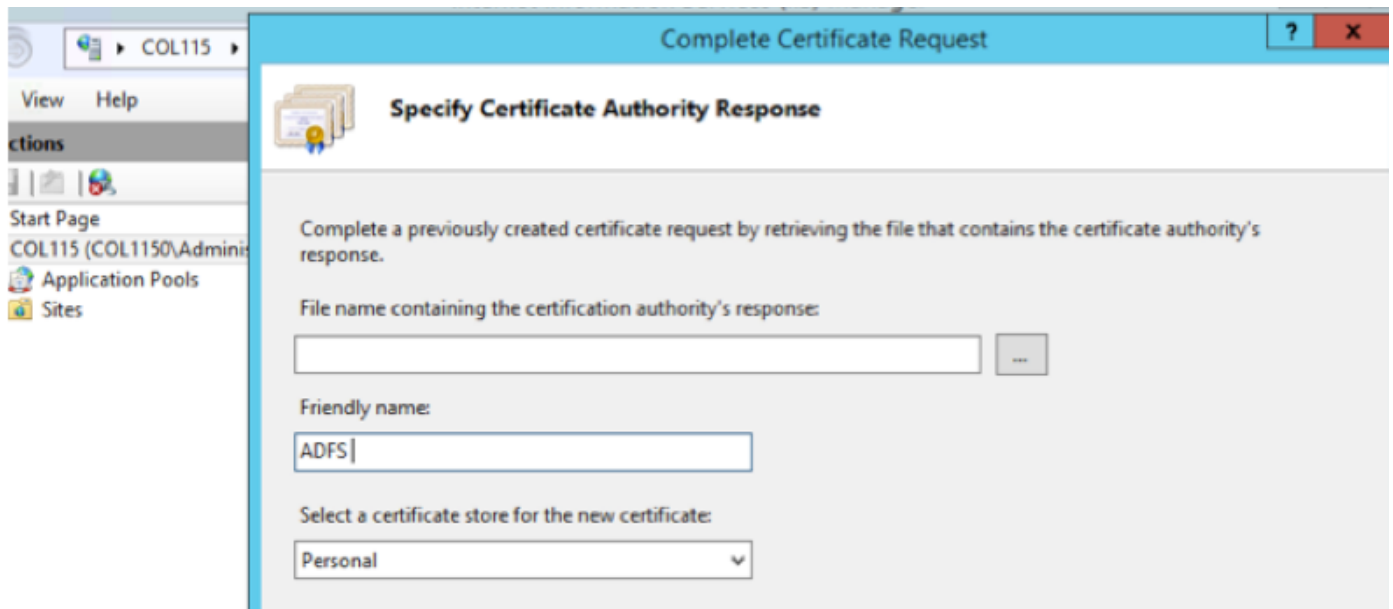 COL115
Complete Certificate Request
?
x
View Help
Specify Certificate Authority Response
ctions
Start Page
COL115 (COL1150\Adminis
Application Pools
Sites
Complete a previously created certificate request by retrieving the file that contains the certificate authority's
response.
File name containing the certification authority's response:
...
Friendly name:
ADFS
Select a certificate store for the new certificate:
Personal